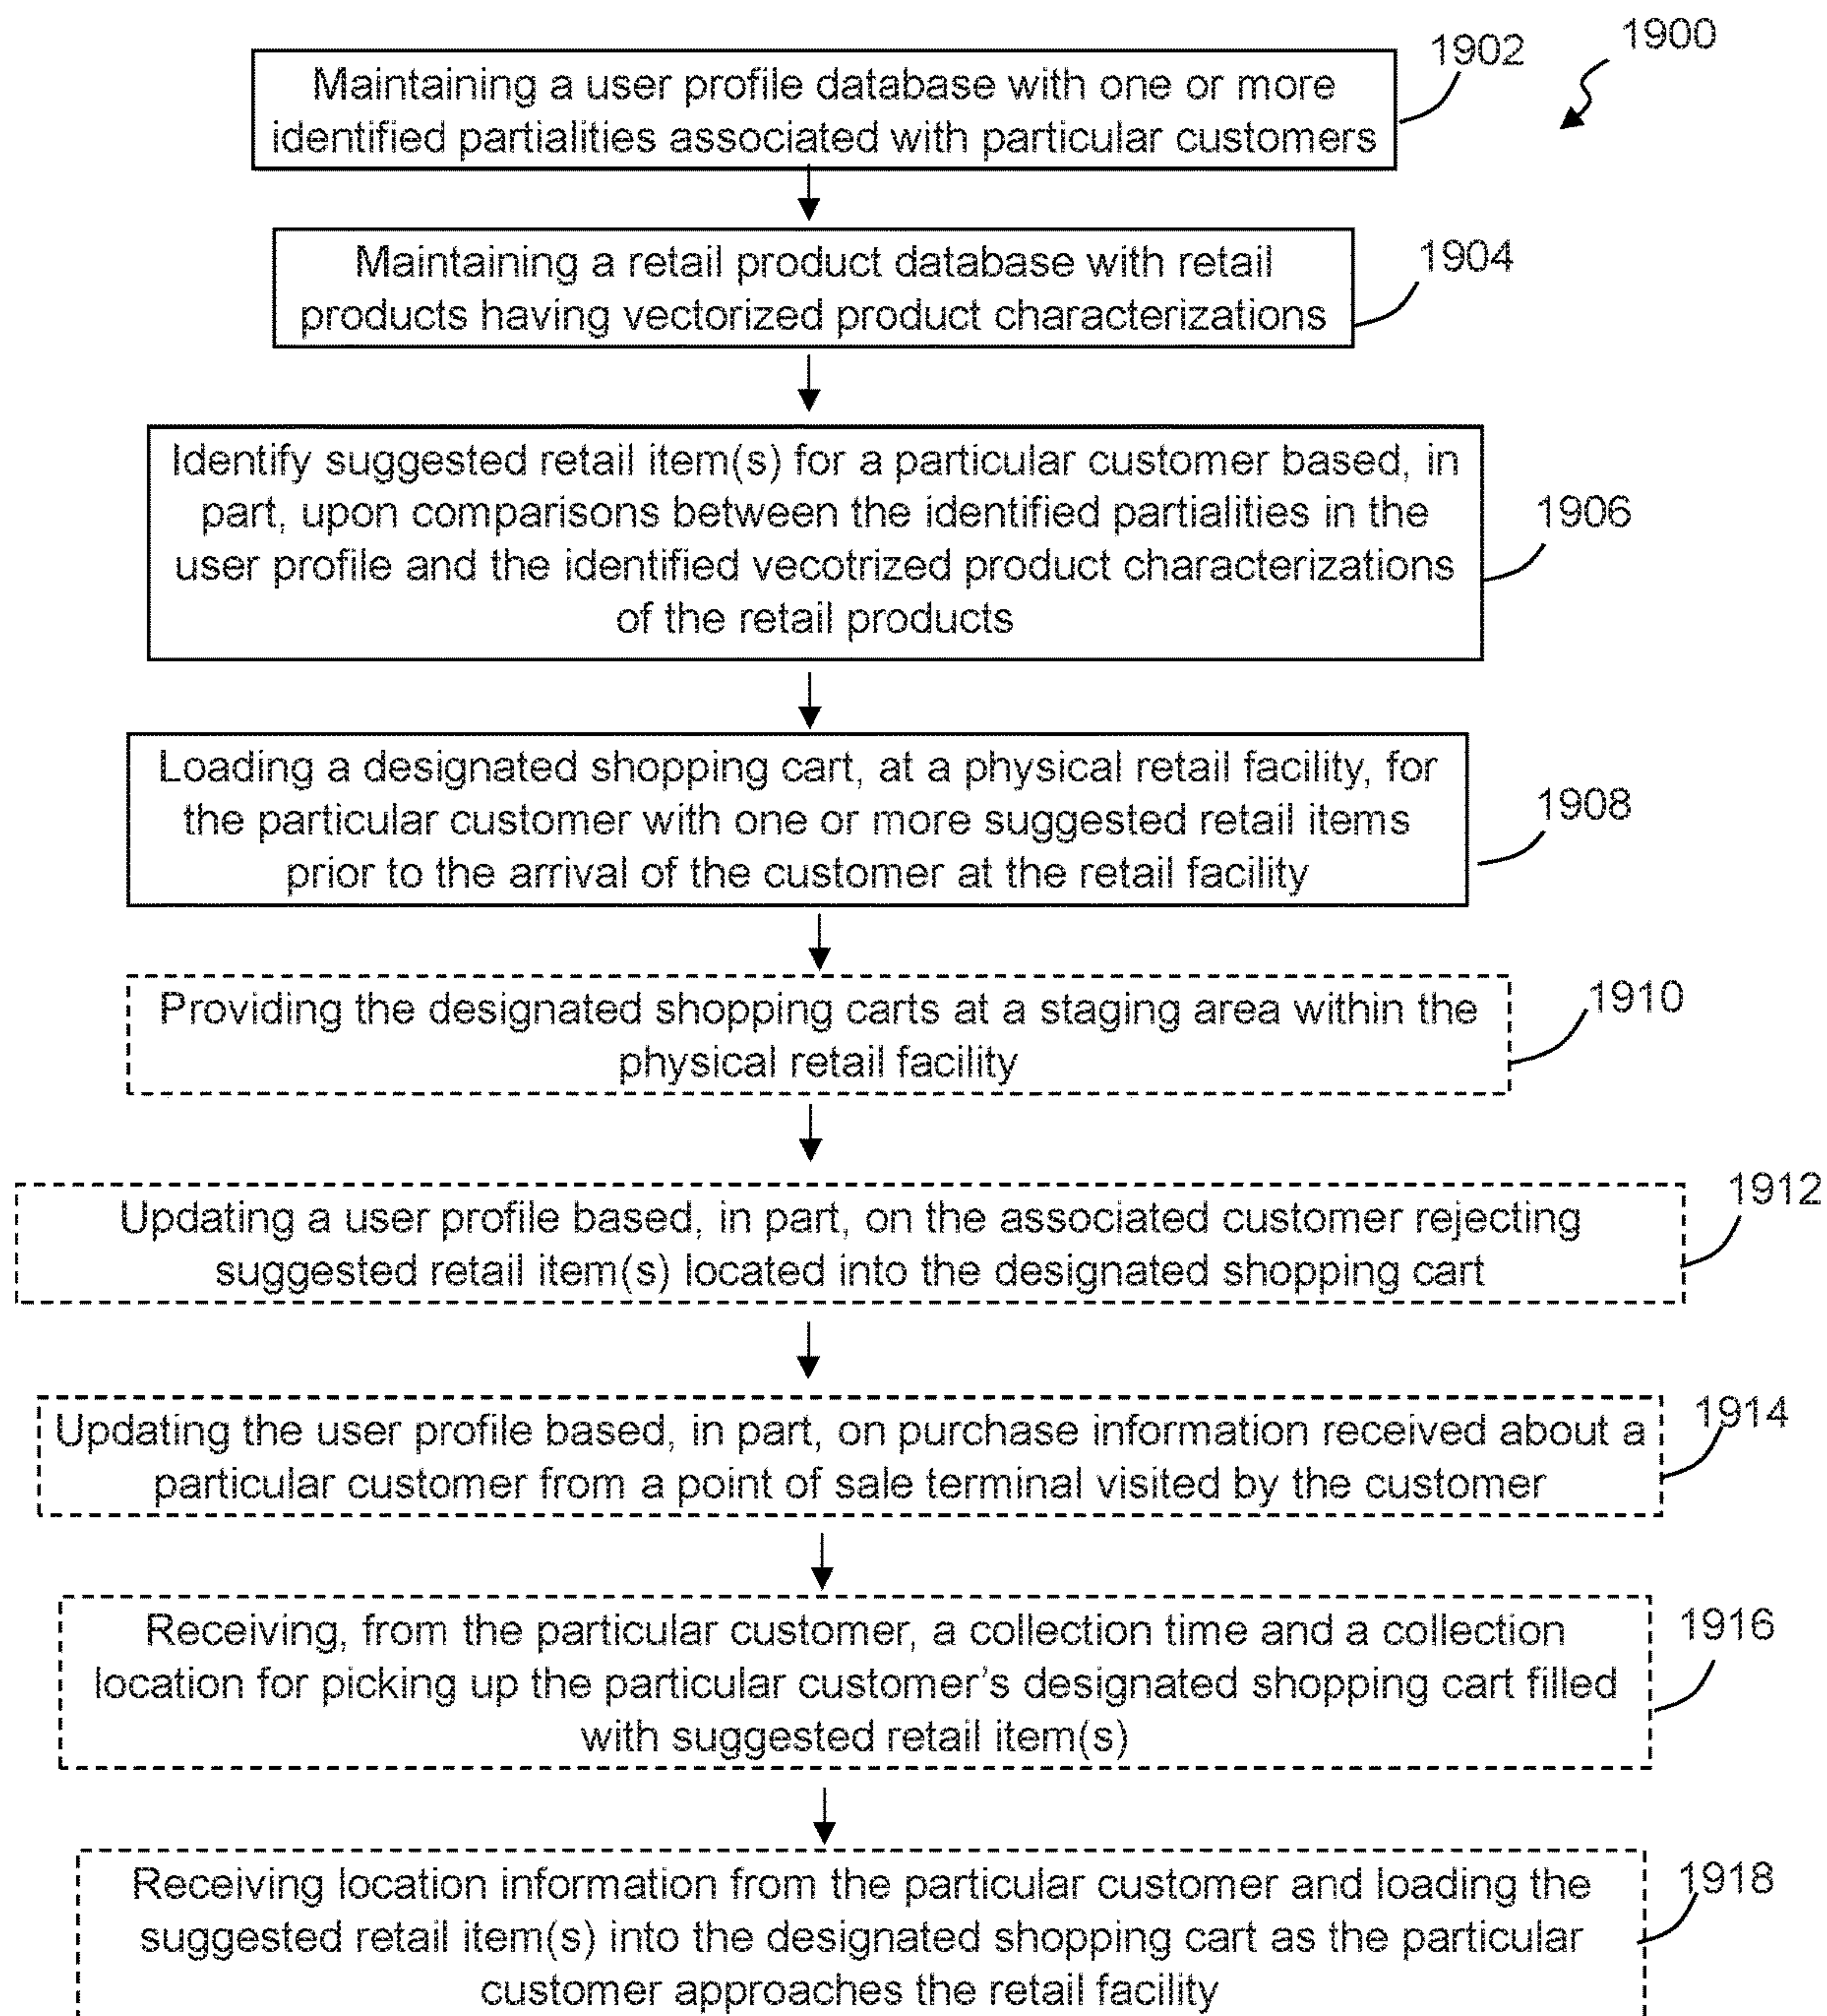 1900
1902
Maintaining a user profile database with one or more
identified partialities associated with particular customers
1904
Maintaining a retail product database with retail
products having vectorized product characterizations
Identify suggested retail item(s) for a particular customer based, in
part, upon comparisons between the identified partialities in the
1906
user profile and the identified vecotrized product characterizations
of the retail products
Loading a designated shopping cart, at a physical retail facility, for
the particular customer with one or more suggested retail items
1908
prior to the arrival of the customer at the retail facility
Providing the designated shopping carts at a staging area within the
1910
physical retail facility
1912
Updating a user profile based, in part, on the associated customer rejecting
suggested retail item(s) located into the designated shopping cart
1914
Updating the user profile based, in part, on purchase information received about a
particular customer from a point of sale terminal visited by the customer
1916
Receiving, from the particular customer, a collection time and a collection
location for picking up the particular customer's designated shopping cart filled
with suggested retail item(s)
1918
Receiving location information from the particular customer and loading the
suggested retail item(s) into the designated shopping cart as the particular
customer approaches the retail facility